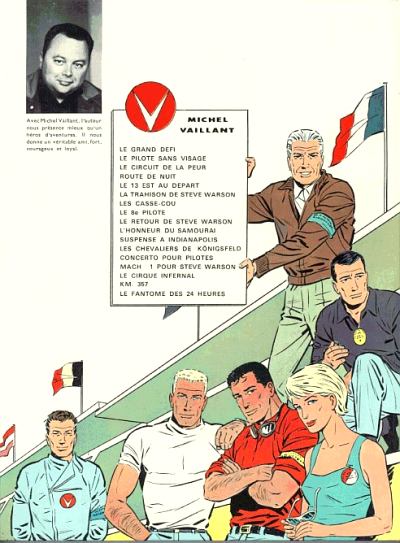 Avec Michel Vaillant, l'auteur
nous présente mieux qu'un
héros d'aventures. Il nous
donne un véritable ami, fort,
courageux et loyal.
V
MICHEL
VAILLANT
LE GRAND DEFI
LE PILOTE SANS VISAGE
LE CIRCUIT DE LA PEUR
ROUTE DE NUIT
LE 13 EST AU DEPART
LA TRAHISON DE STEVE WARSON
LES CASSE-COU
LE 8e PILOTE
LE RETOUR DE STEVE WARSON
L'HONNEUR DU SAMOURAI
SUSPENSE A INDIANAPOLIS
LES CHEVALIERS DE KÖNIGSFELD
CONCERTO POUR PILOTES
MACH 1 POUR STEVE WARSON
LE CIRQUE INFERNAL
KM. 357
LE FANTOME DES 24 HEURES
V